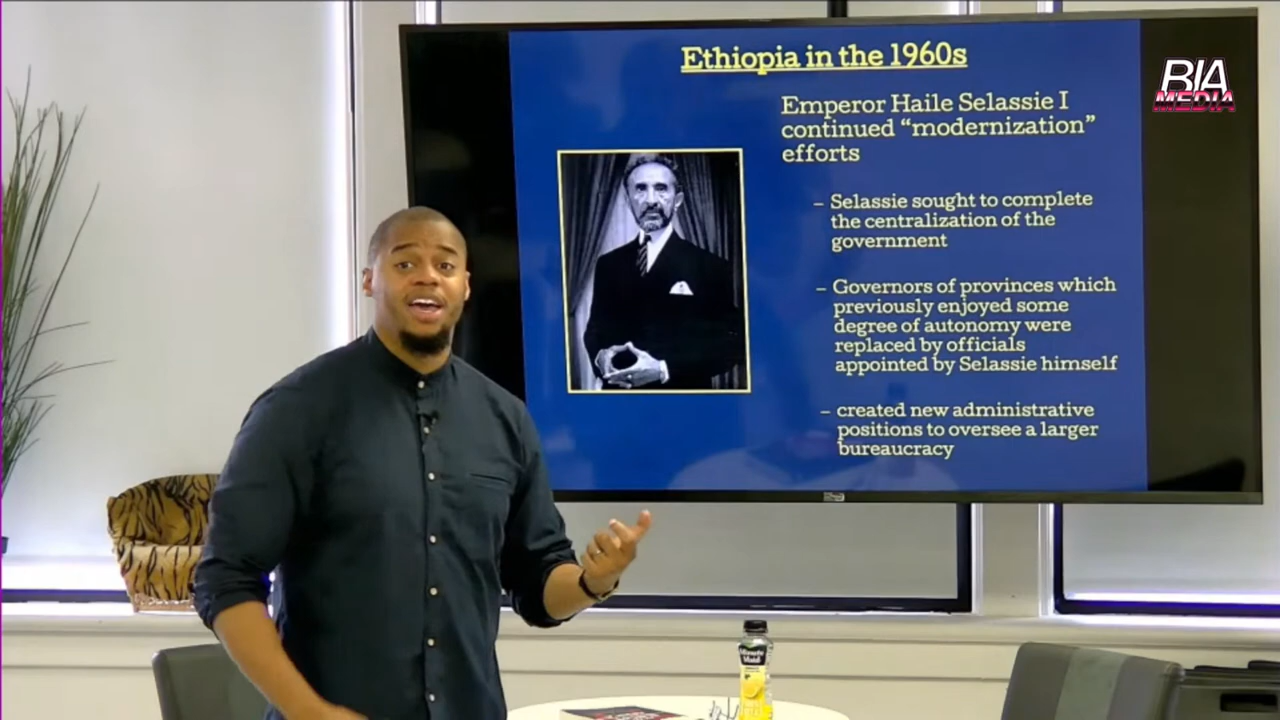 Ethiopia in the 1960s
BIA
MEDIA
Emperor Haile Selassie I
continued “modernization”
efforts
– Selassie sought to complete
the centralization of the
government
– Governors of provinces which
previously enjoyed some
degree of autonomy were
replaced by officials
appointed by Selassie himself
– created new administrative
positions to oversee a larger
bureaucracy
Minute
Maid